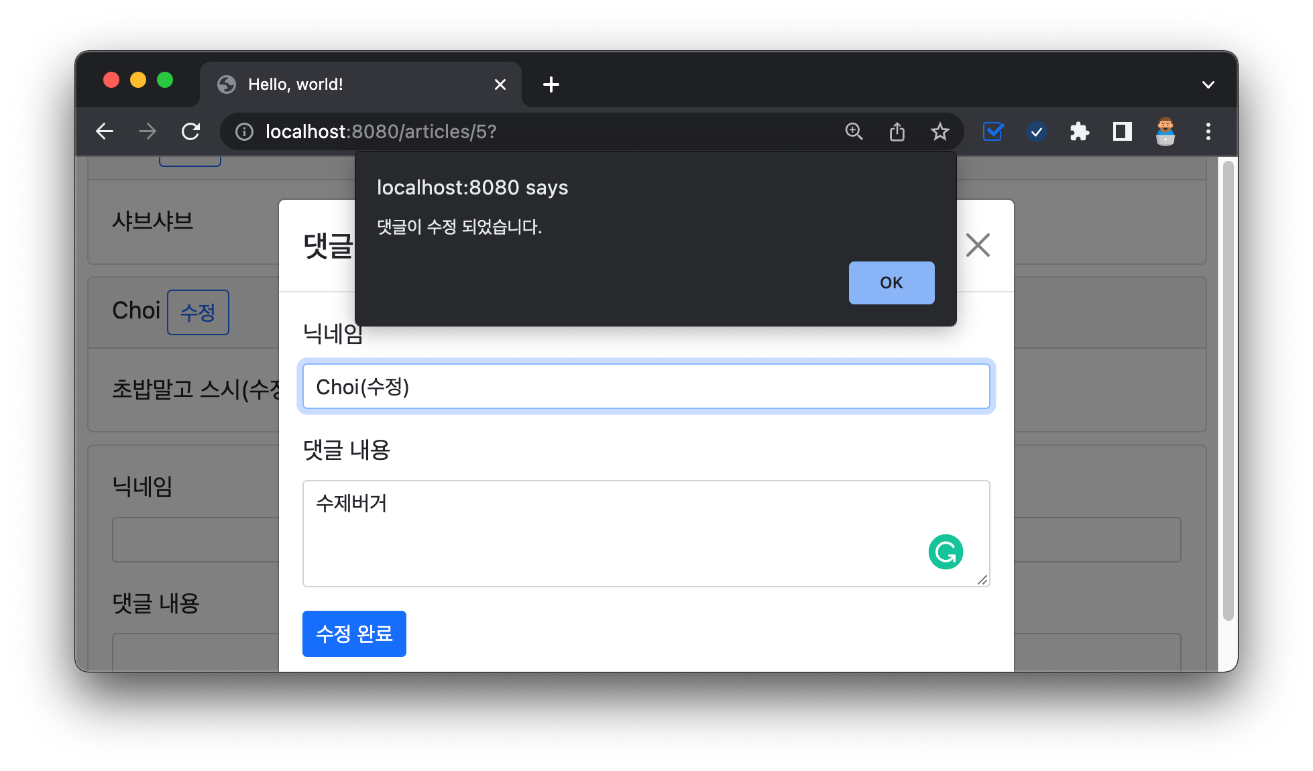 Hello, world!
localhost:8080/articles/5?
localhost:8080 says
댓글이 수정 되었습니다.
OK
샤브샤브
Choi 수정
초밥말고 스시(수정
닉네임
댓글 내용
댓글
닉네임
Choi(수정)
댓글 내용
수제버거
수정 완료